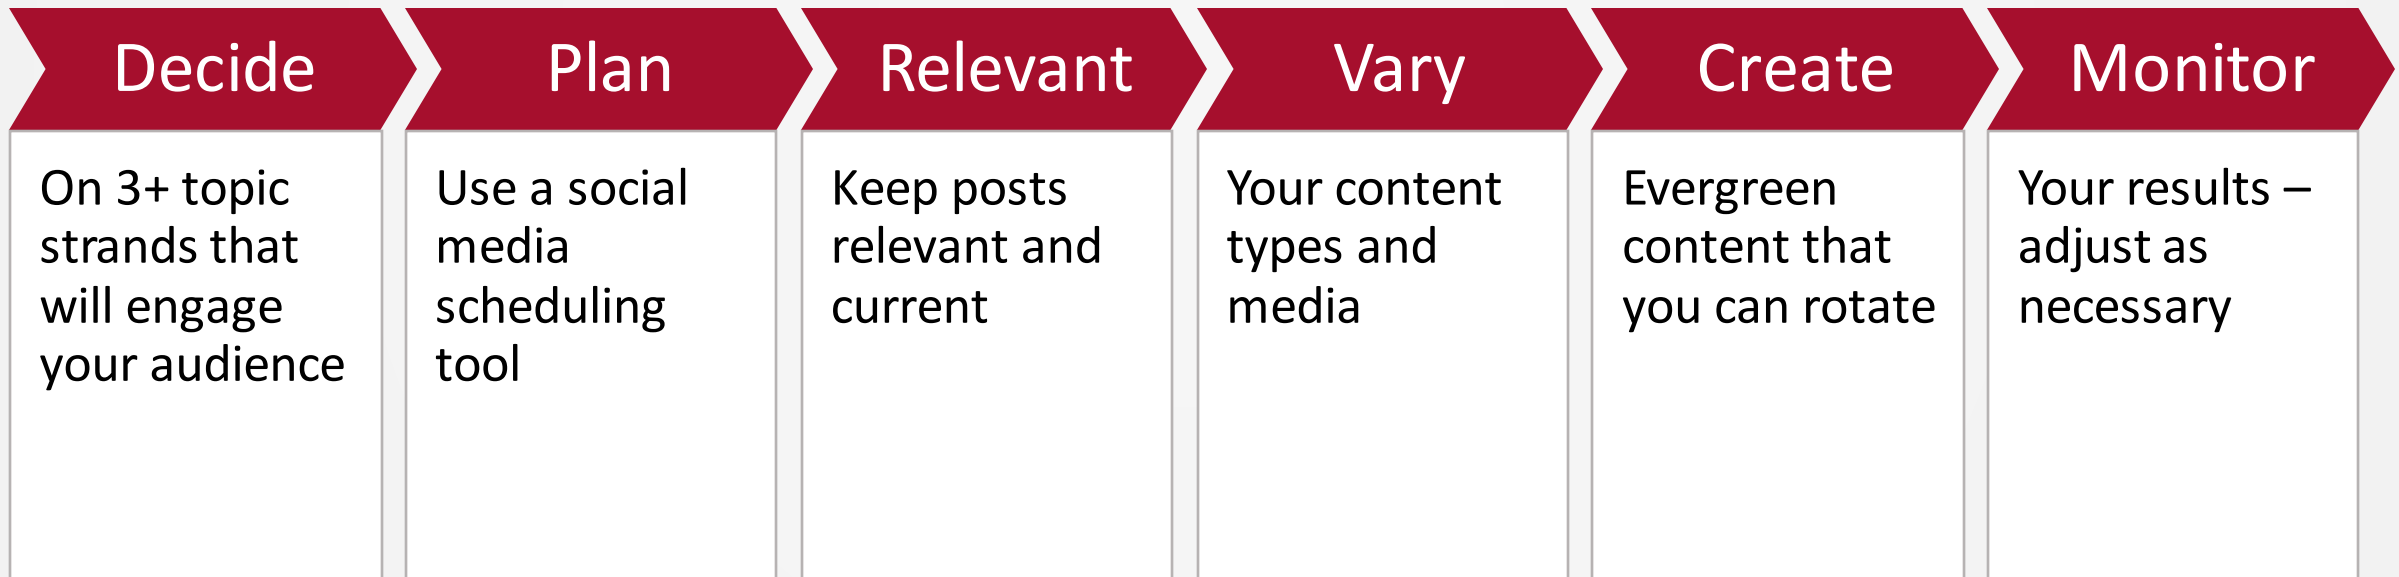 Decide
On 3+ topic
strands that
will engage
your audience
Plan
Use a social
media
scheduling
tool
Relevant
Keep posts
relevant and
current
Vary
Your content
types and
media
Create
Evergreen
content that
you can rotate
Monitor
Your results –
adjust as
necessary